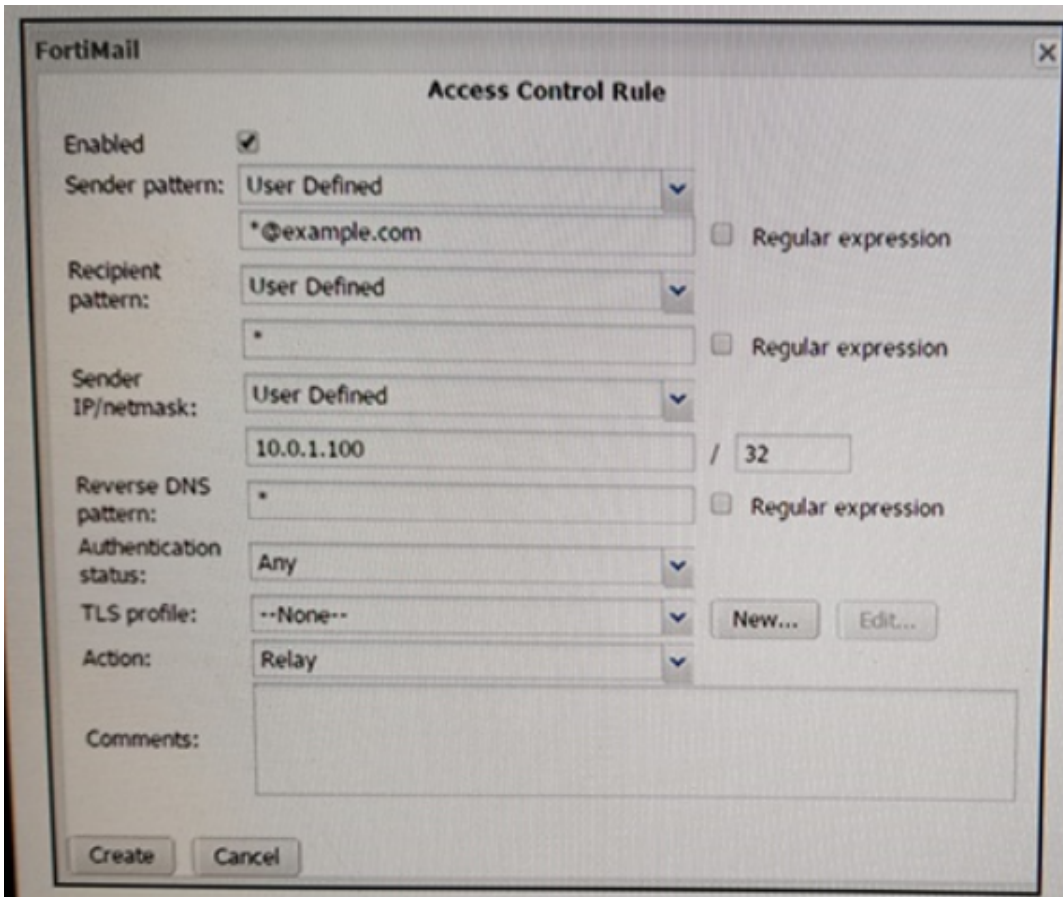 FortiMail
Access Control Rule
Enabled
Sender pattern: User Defined
*@example.com Regular expression
Recipient
pattern: User Defined
* Regular expression
Sender
IP/netmask: User Defined
10.0.1.100 / 32
Reverse DNS
pattern: * Regular expression
Authentication
status: Any
TLS profile: --None-- New... Edit...
Action: Relay
Comments:
Create Cancel